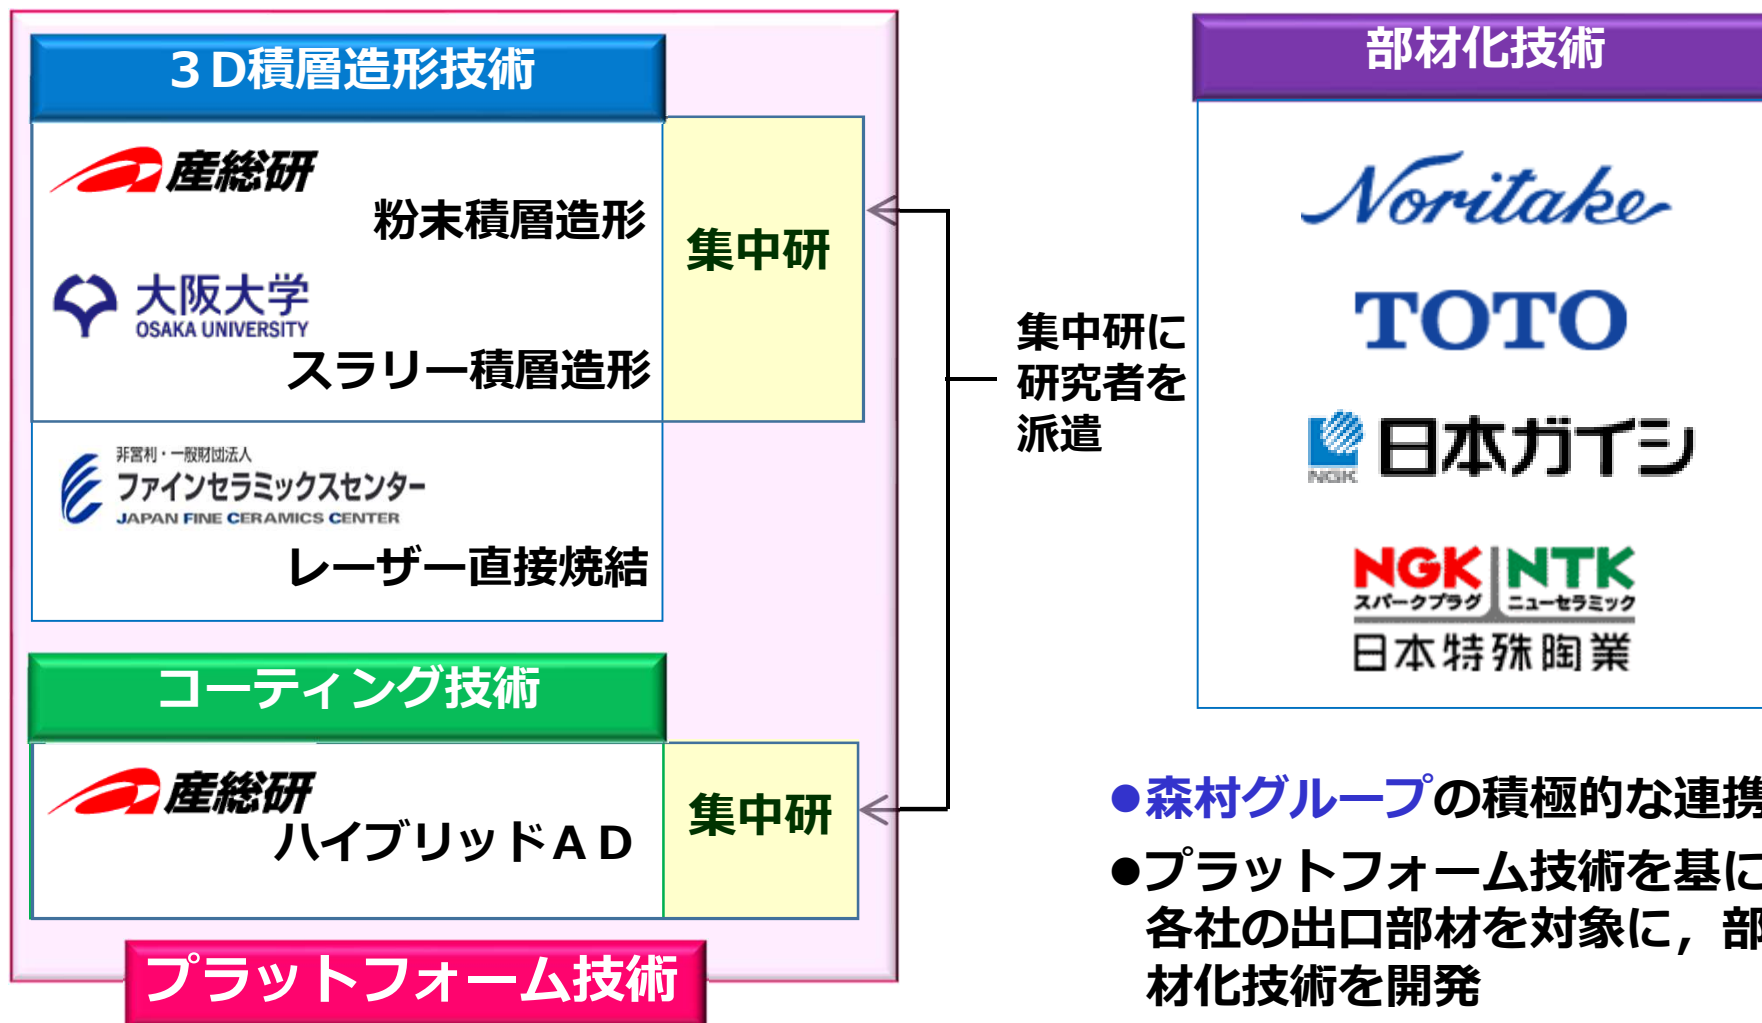 ３Ｄ積層造形技術
産総研
粉末積層造形
大阪大学
OSAKA UNIVERSITY
スラリー積層造形
集中研
非営利・一般財団法人
ファインセラミックスセンター
JAPAN FINE CERAMICS CENTER
レーザー直接焼結
コーティング技術
産総研
ハイブリッドＡＤ
集中研
プラットフォーム技術
集中研に
研究者を
派遣
部材化技術
Noritake
TOTO
NGK
日本ガイシ
NGK NTK
スパークプラグ ニューセラミック
日本特殊陶業
●森村グループの積極的な連携
●プラットフォーム技術を基に
各社の出口部材を対象に，部
材化技術を開発